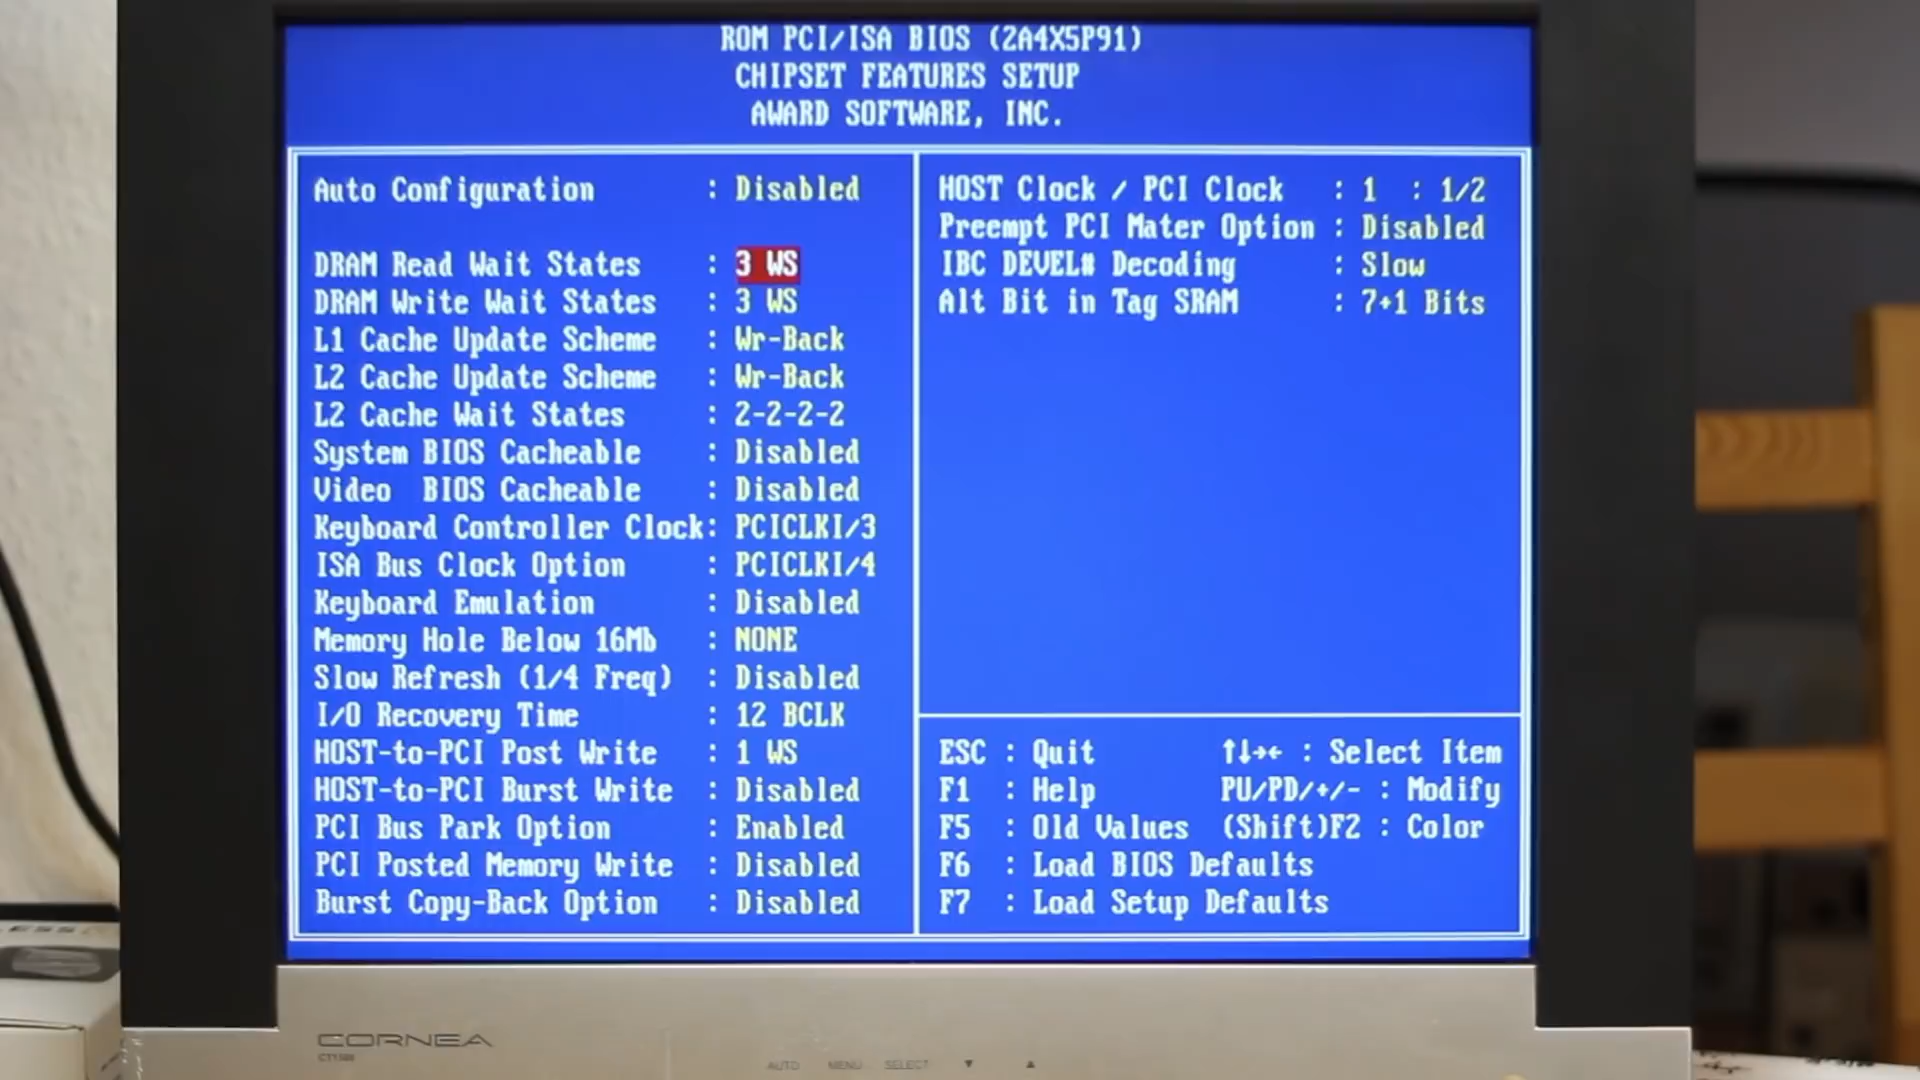 ROM PCI/ISA BIOS (2A4X5P91)
CHIPSET FEATURES SETUP
AWARD SOFTWARE, INC.
Auto Configuration : Disabled
DRAM Read Wait States : 3 WS
DRAM Write Wait States : 3 WS
L1 Cache Update Scheme : Wr-Back
L2 Cache Update Scheme : Wr-Back
L2 Cache Wait States : 2-2-2-2
System BIOS Cacheable : Disabled
Video BIOS Cacheable : Disabled
Keyboard Controller Clock: PCICLKI/3
ISA Bus Clock Option : PCICLKI/4
Keyboard Emulation : Disabled
Memory Hole Below 16Mb : NONE
Slow Refresh (1/4 Freq) : Disabled
I/O Recovery Time : 12 BCLK
HOST-to-PCI Post Write : 1 WS
HOST-to-PCI Burst Write : Disabled
PCI Bus Park Option : Enabled
PCI Posted Memory Write : Disabled
Burst Copy-Back Option : Disabled
HOST Clock / PCI Clock : 1 : 1/2
Preempt PCI Mater Option : Disabled
IBC DEVEL# Decoding : Slow
Alt Bit in Tag SRAM : 7+1 Bits
ESC : Quit ↑↓→← : Select Item
F1 : Help PU/PD/+/- : Modify
F5 : Old Values (Shift)F2 : Color
F6 : Load BIOS Defaults
F7 : Load Setup Defaults
CORNEA
AUTO MENU SELECT ▼ ▲